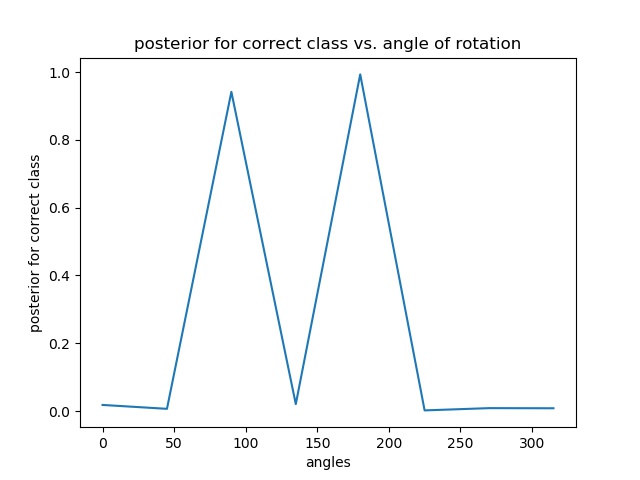 posterior for correct class vs. angle of rotation
1.0
0.8
0.6
0.4
0.2
0.0
posterior for correct class
0 50 100 150 200 250 300
angles